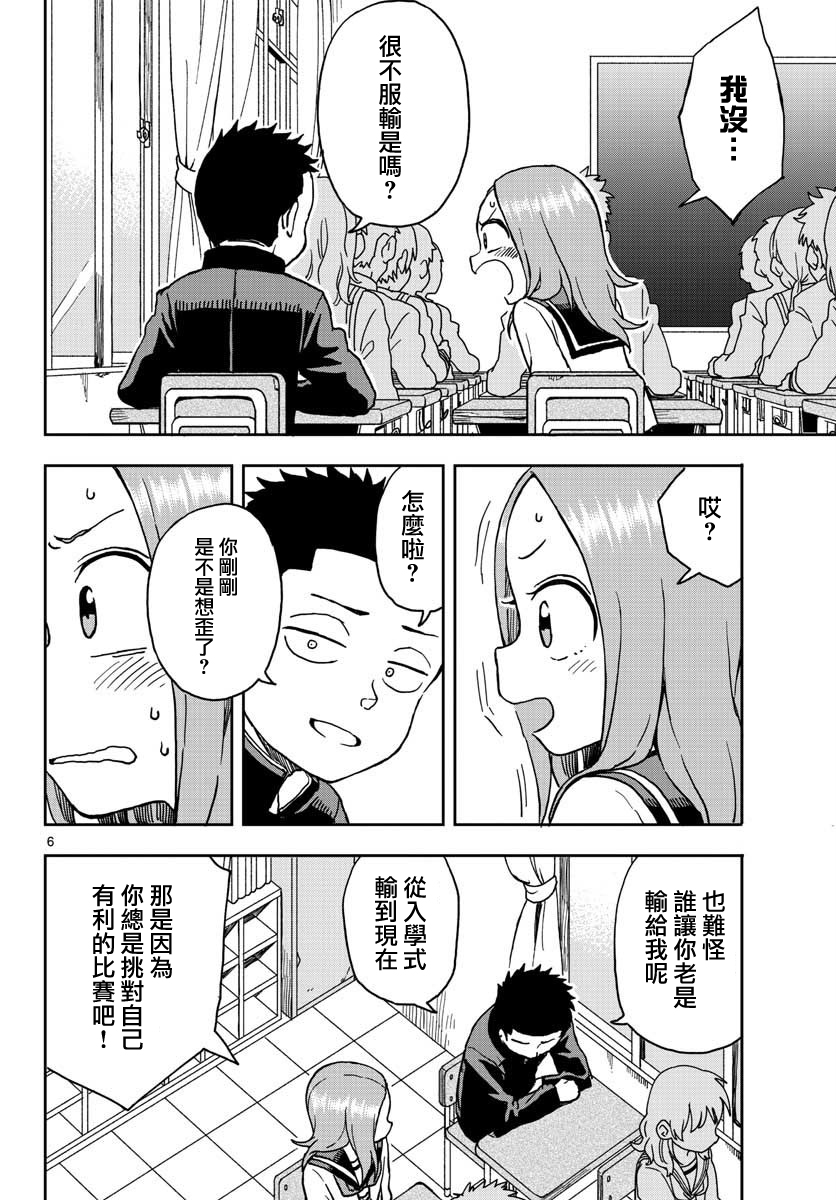 我沒…
很不服輸是嗎？
哎？
怎麼啦？
你剛剛
是不是想歪了？
6
也難怪
誰讓你老是
輸給我呢
從入學式
輸到現在
那是因為
你總是挑對自己
有利的比賽吧！